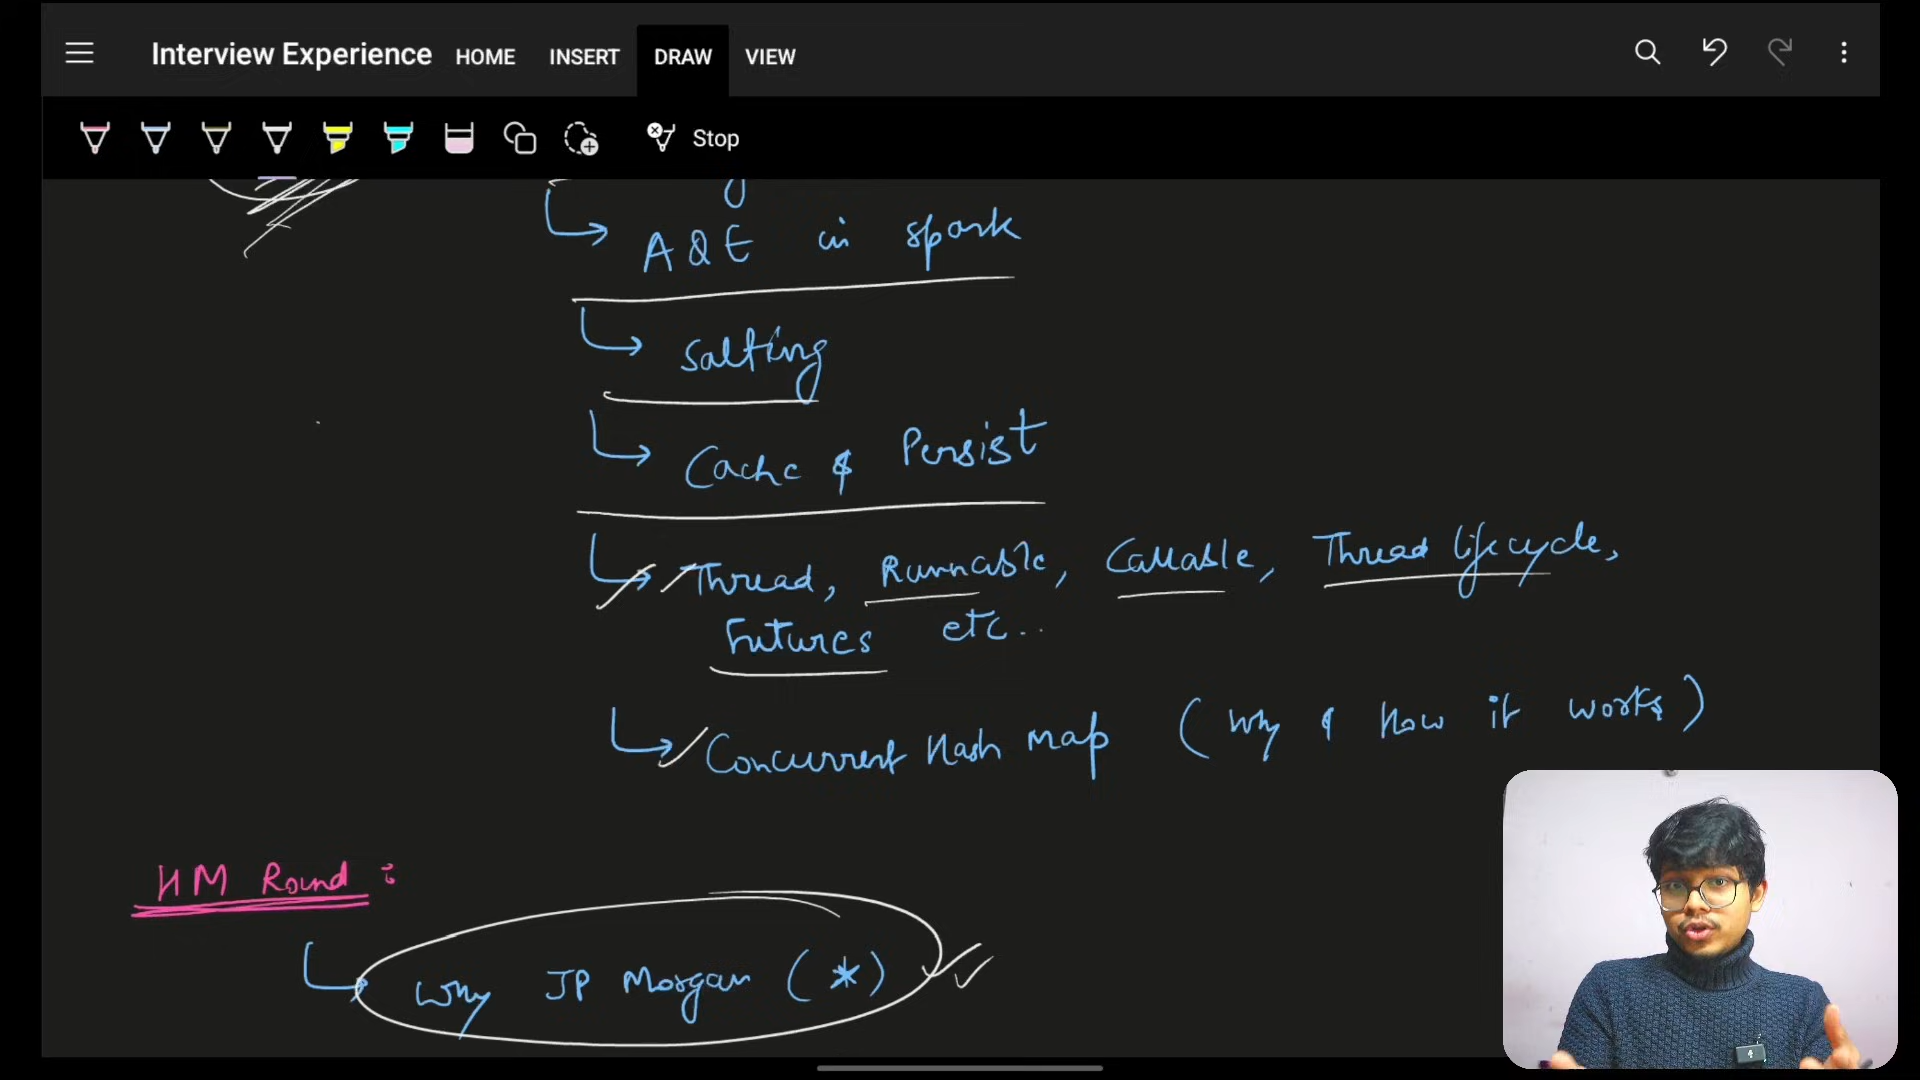 Interview Experience HOME INSERT DRAW VIEW
Stop
AQE in spark
salting
Cache & Persist
Thread, Runnable, Callable, Thread lifecycle,
Futures etc..
Concurrent Hash Map (Why & How it works)
HM Round :
Why JP Morgan (*)